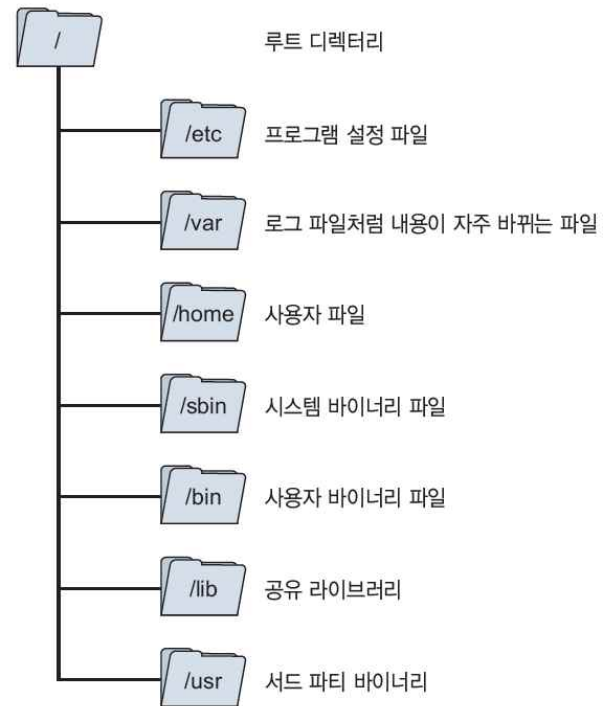 / 루트 디렉터리
/etc 프로그램 설정 파일
/var 로그 파일처럼 내용이 자주 바뀌는 파일
/home 사용자 파일
/sbin 시스템 바이너리 파일
/bin 사용자 바이너리 파일
/lib 공유 라이브러리
/usr 서드 파티 바이너리